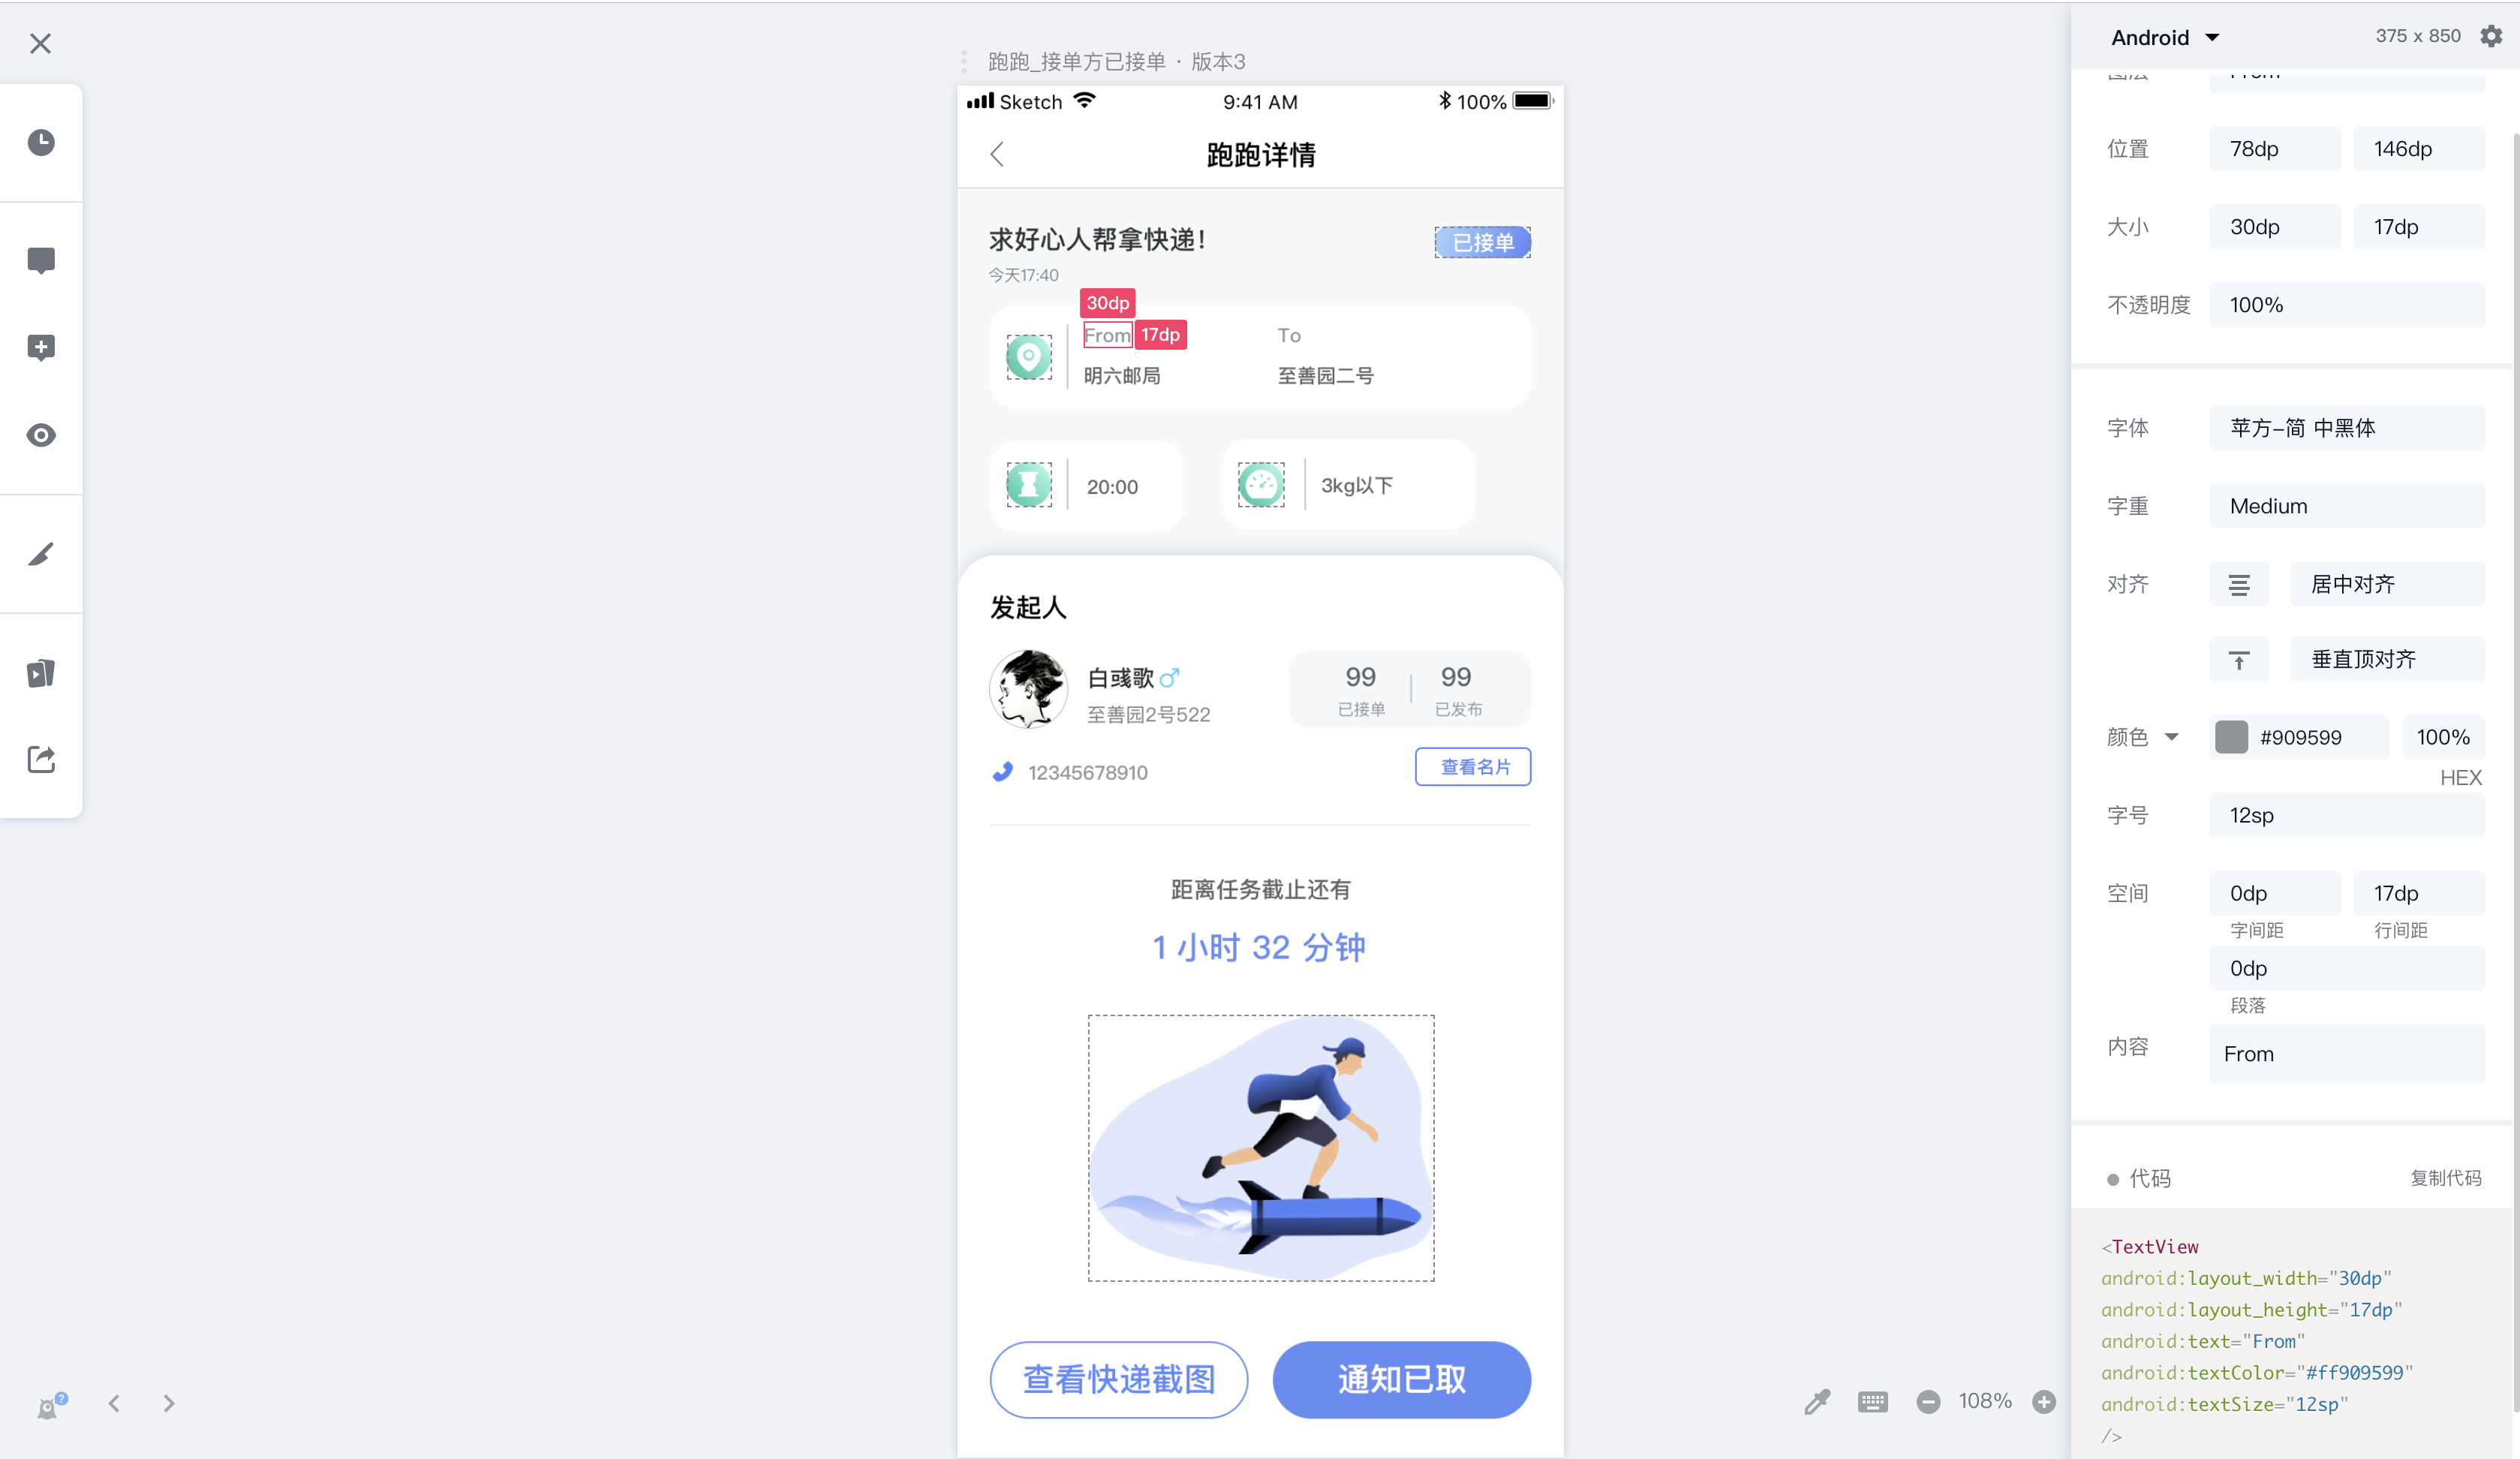 跑跑_接单方已接单 · 版本3
Sketch
9:41 AM
100%
跑跑详情
求好心人帮拿快递！
已接单
今天17:40
30dp
From
17dp
To
明六邮局
至善园二号
20:00
3kg以下
发起人
白彧歌
至善园2号522
99
99
已接单
已发布
12345678910
查看名片
距离任务截止还有
1 小时 32 分钟
查看快递截图
通知已取
108%
Android
375 x 850
图层
From
位置
78dp
146dp
大小
30dp
17dp
不透明度
100%
字体
苹方-简 中黑体
字重
Medium
对齐
居中对齐
垂直顶对齐
颜色
#909599
100%
HEX
字号
12sp
空间
0dp
17dp
字间距
行间距
0dp
段落
内容
From
代码
复制代码
<TextView
android:layout_width="30dp"
android:layout_height="17dp"
android:text="From"
android:textColor="#ff909599"
android:textSize="12sp"
/>